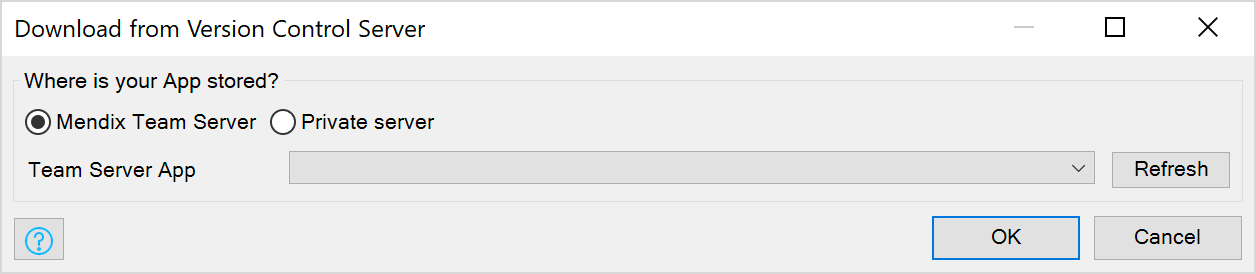 Download from Version Control Server
Where is your App stored?
Mendix Team Server Private server
Team Server App Refresh
? OK Cancel